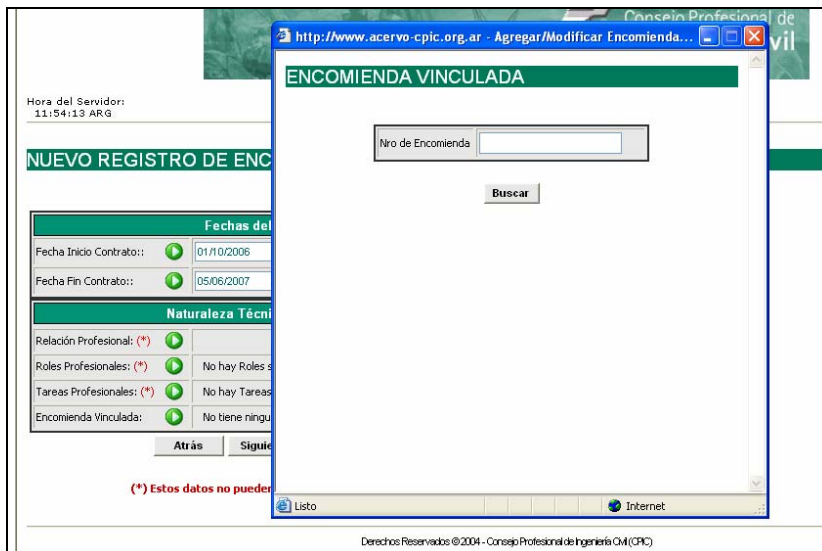 Consejo Profesional de
vil
http://www.acervo-cpic.org.ar - Agregar/Modificar Encomienda...
ENCOMIENDA VINCULADA
Nro de Encomienda
Buscar
Hora del Servidor:
11:54:13 ARG
NUEVO REGISTRO DE ENC
Fechas del
Fecha Inicio Contrato::
01/10/2006
Fecha Fin Contrato::
05/06/2007
Naturaleza Técni
Relación Profesional: (*)
Roles Profesionales: (*)
No hay Roles s
Tareas Profesionales: (*)
No hay Tareas
Encomienda Vinculada:
No tiene ningu
Atrás
Siguie
(*) Estos datos no pueder
Listo
Internet
Derechos Reservados © 2004 - Consejo Profesional de Ingeniería Civil (CPIC)